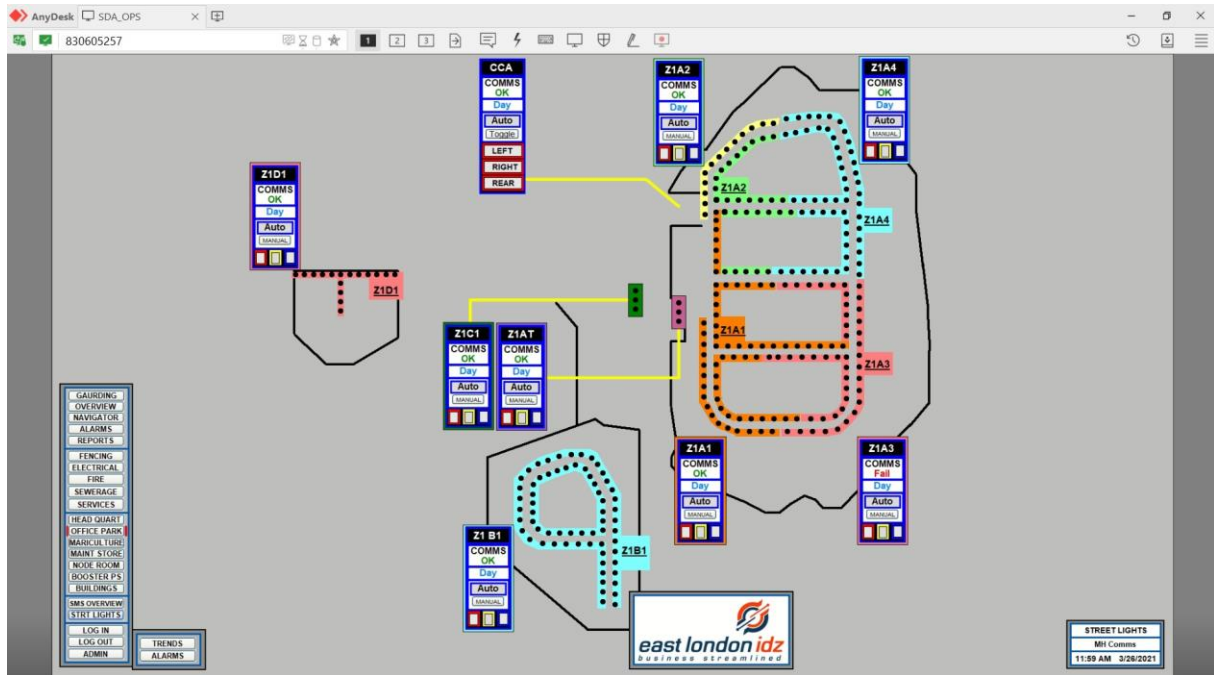 AnyDesk SDA_OPS
830605257
1 2 3
CCA
COMMS
OK
Day
Auto
Toggle
LEFT
RIGHT
REAR
Z1A2
COMMS
OK
Day
Auto
MANUAL
Z1A4
COMMS
OK
Day
Auto
MANUAL
Z1D1
COMMS
OK
Day
Auto
MANUAL
Z1A2
Z1A4
Z1D1
Z1C1
COMMS
OK
Day
Auto
MANUAL
Z1AT
COMMS
OK
Day
Auto
MANUAL
Z1A1
Z1A3
GAURDING
OVERVIEW
NAVIGATOR
ALARMS
REPORTS
FENCING
ELECTRICAL
FIRE
SEWERAGE
SERVICES
HEAD QUART
OFFICE PARK
MARICULTURE
MAINT STORE
NODE ROOM
BOOSTER PS
BUILDINGS
SMS OVERVIEW
STRT LIGHTS
LOG IN
LOG OUT
ADMIN
TRENDS
ALARMS
Z1A1
COMMS
OK
Day
Auto
MANUAL
Z1A3
COMMS
Fail
Day
Auto
MANUAL
Z1 B1
COMMS
OK
Day
Auto
MANUAL
Z1B1
east london idz
business streamlined
STREET LIGHTS
MH Comms
11:59 AM 3/26/2021